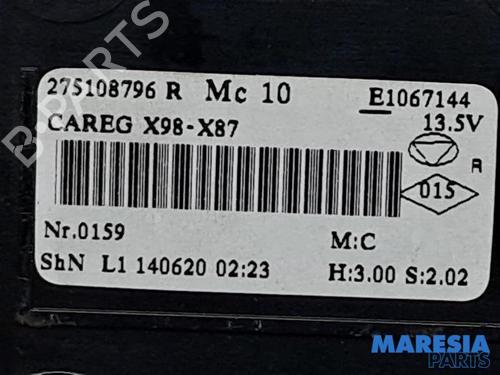 275108796 R Mc 10 E1067144
CAREG X98-X87 13.5V
R
015
Nr.0159 M:C
ShN L1 140620 02:23 H:3.00 S:2.02
B-PARTS
MARESIA
PARTS